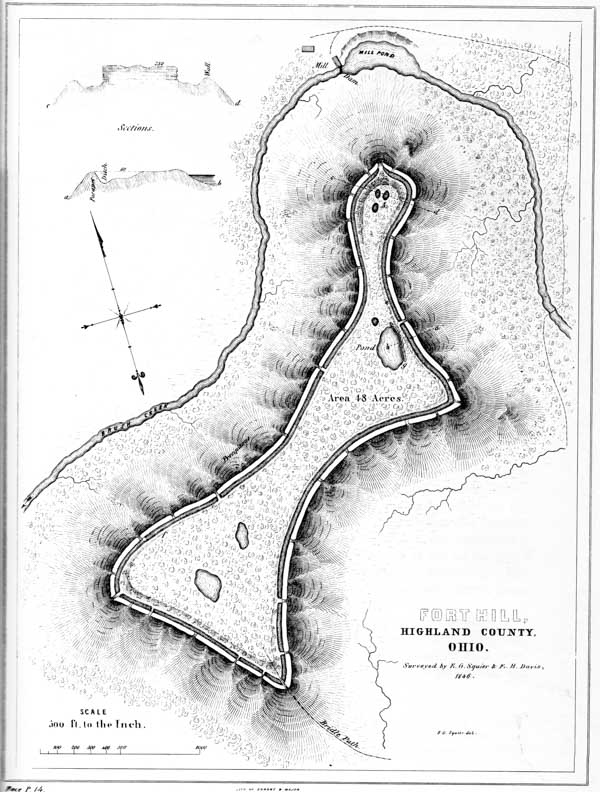 MILL POND
Mill
Dam
250
Wall
c
d
Sections.
Ditch
a
b
Pond
Area 48 Acres.
BRUSH CREEK
FORT HILL,
HIGHLAND COUNTY,
OHIO.
Surveyed by E. G. Squier & E. H. Davis,
1846.
E. G. Squier del.
SCALE
500 ft. to the Inch.
100 200 300 400 500 1000
Bridle Path
Face P. 14.
LITH OF SARONY & MAJOR